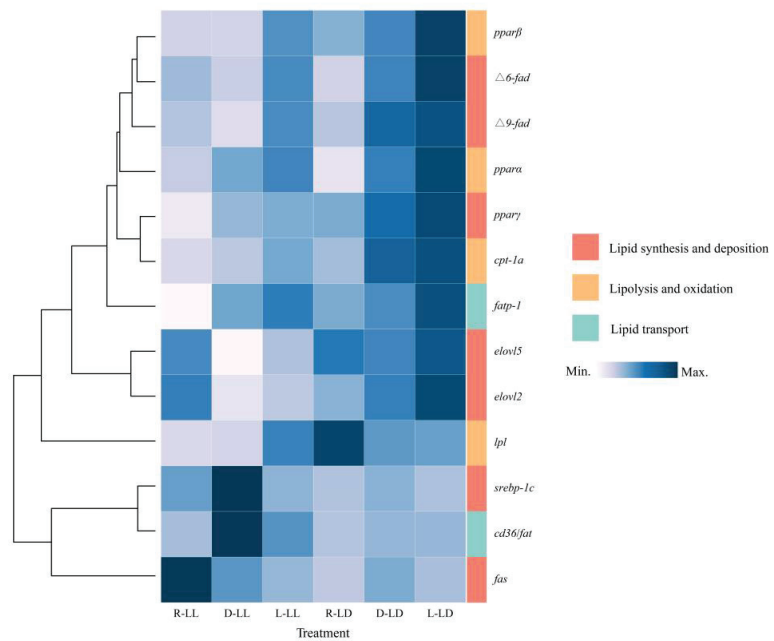 pparβ
△6-fad
△9-fad
pparα
pparγ
cpt-1a
fatp-1
elovl5
elovl2
lpl
srebp-1c
cd36/fat
fas
Lipid synthesis and deposition
Lipolysis and oxidation
Lipid transport
Min. Max.
R-LL D-LL L-LL R-LD D-LD L-LD
Treatment